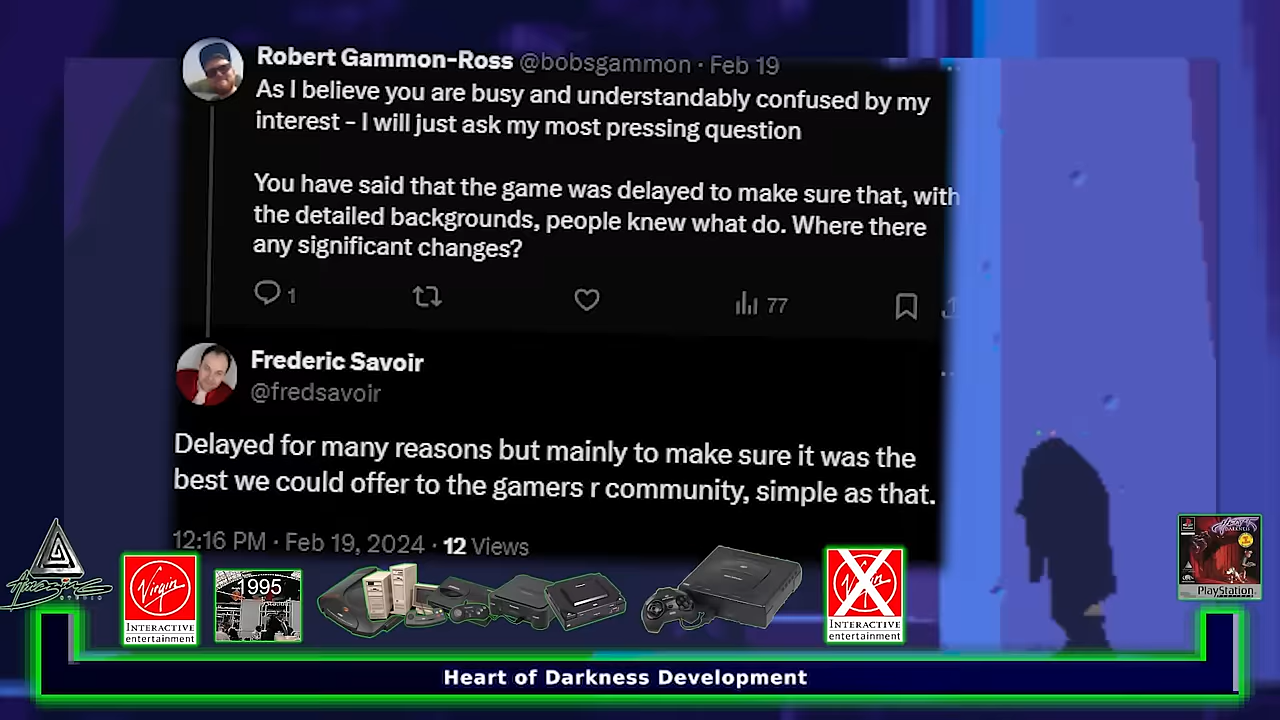 Robert Gammon-Ross @bobsgammon · Feb 19
As I believe you are busy and understandably confused by my
interest - I will just ask my most pressing question
You have said that the game was delayed to make sure that, with
the detailed backgrounds, people knew what do. Where there
any significant changes?
1
77
Frederic Savoir
@fredsavoir
Delayed for many reasons but mainly to make sure it was the
best we could offer to the gamers r community, simple as that.
12:16 PM · Feb 19, 2024 · 12 Views
Virgin
INTERACTIVE
entertainment
1995
INTERACTIVE
entertainment
PlayStation
Heart of Darkness Development